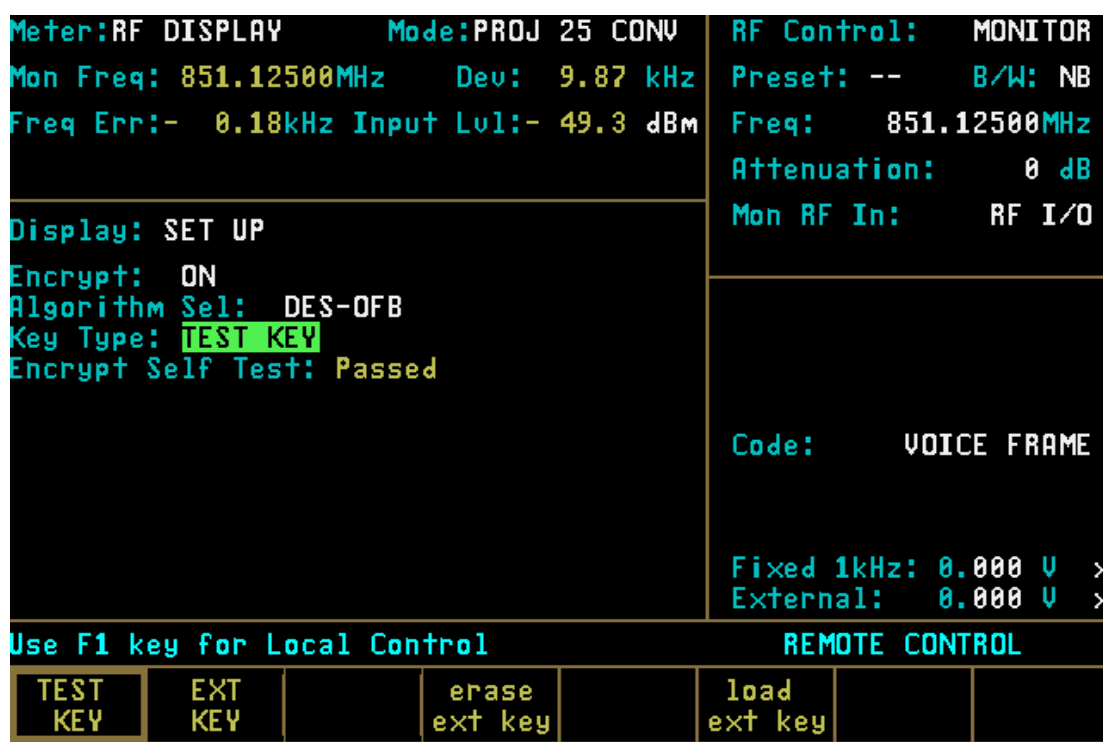 Meter:RF DISPLAY Mode:PROJ 25 CONV
Mon Freq: 851.12500MHz Dev: 9.87 kHz
Freq Err:- 0.18kHz Input Lvl:- 49.3 dBm
RF Control: MONITOR
Preset: -- B/W: NB
Freq: 851.12500MHz
Attenuation: 0 dB
Mon RF In: RF I/O
Display: SET UP
Encrypt: ON
Algorithm Sel: DES-OFB
Key Type: TEST KEY
Encrypt Self Test: Passed
Code: VOICE FRAME
Fixed 1kHz: 0.000 V
External: 0.000 V
Use F1 key for Local Control REMOTE CONTROL
TEST KEY
EXT KEY
erase ext key
load ext key